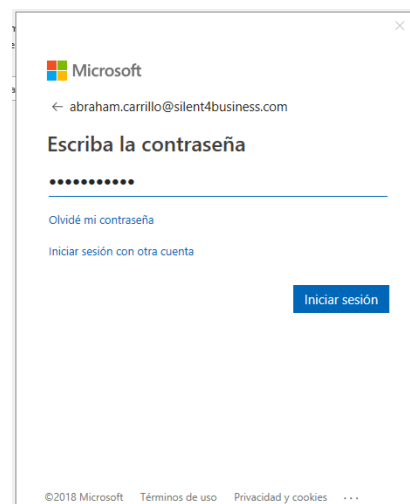 Microsoft
← abraham.carrillo@silent4business.com
Escriba la contraseña
•••••••••••
Olvidé mi contraseña
Iniciar sesión con otra cuenta
Iniciar sesión
©2018 Microsoft Términos de uso Privacidad y cookies ···